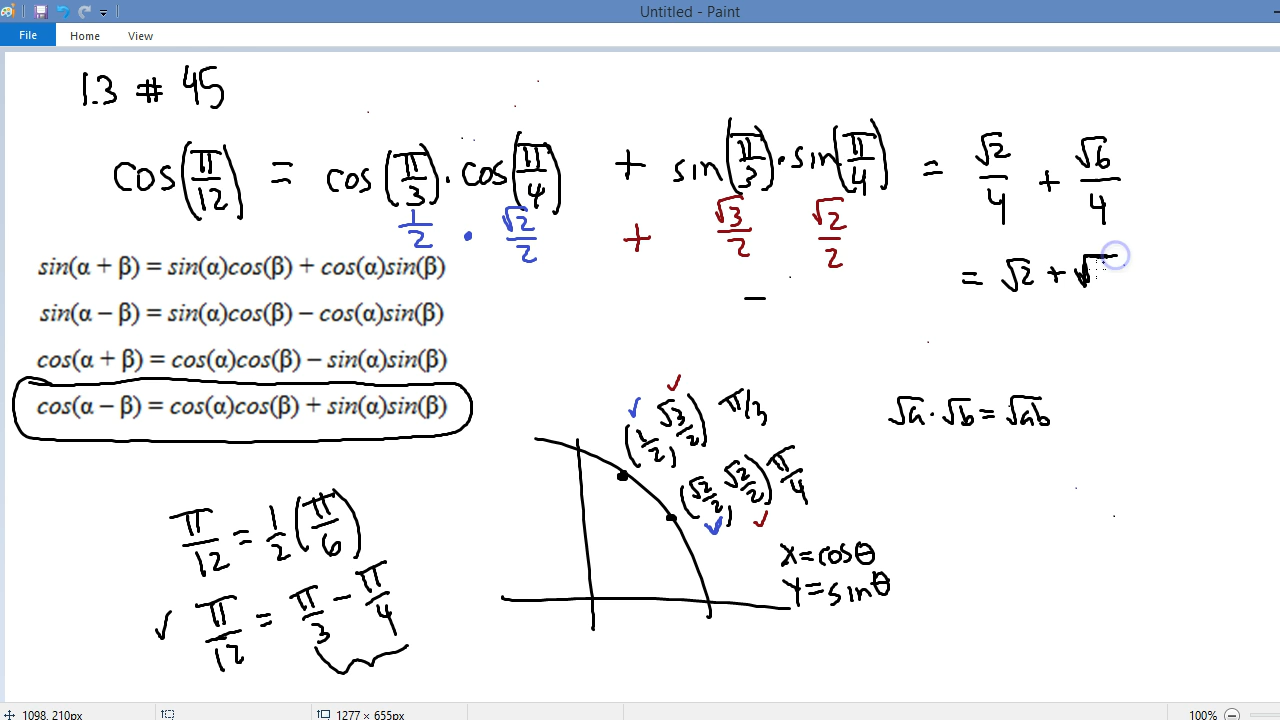 Untitled - Paint
File Home View
1.3 # 45
cos(π/12) = cos(π/3)·cos(π/4) + sin(π/3)·sin(π/4) = √2/4 + √6/4
1/2 · √2/2 + √3/2 √2/2
= √2 + √
sin(α + β) = sin(α)cos(β) + cos(α)sin(β)
sin(α − β) = sin(α)cos(β) − cos(α)sin(β)
−
cos(α + β) = cos(α)cos(β) − sin(α)sin(β)
cos(α − β) = cos(α)cos(β) + sin(α)sin(β)
✓ ✓
(1/2, √3/2) π/3
√a · √b = √ab
(√2/2, √2/2) π/4
✓ ✓
π/12 = 1/2 (π/6)
x = cosθ
y = sinθ
✓ π/12 = π/3 − π/4
1098, 210px 1277 × 655px 100%